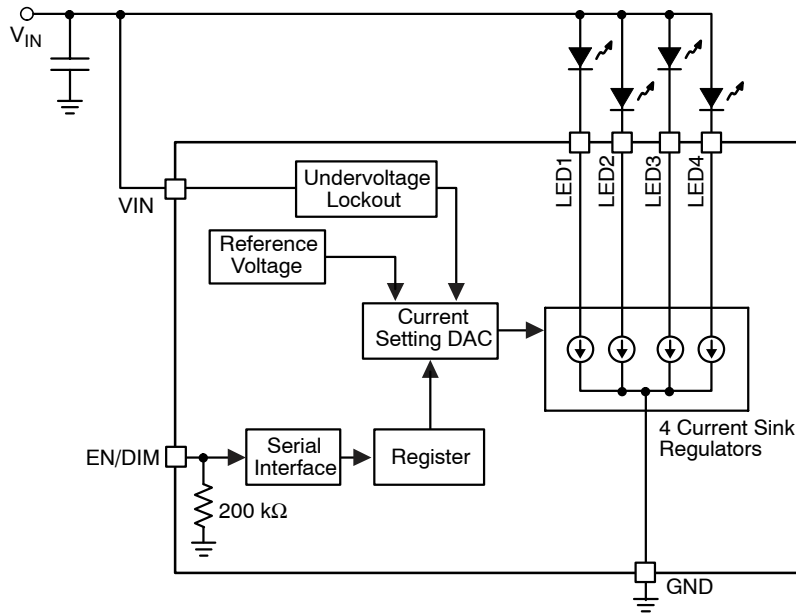 VIN
LED1
LED2
LED3
LED4
VIN
Undervoltage
Lockout
Reference
Voltage
Current
Setting DAC
4 Current Sink
Regulators
EN/DIM
Serial
Interface
Register
200 kΩ
GND